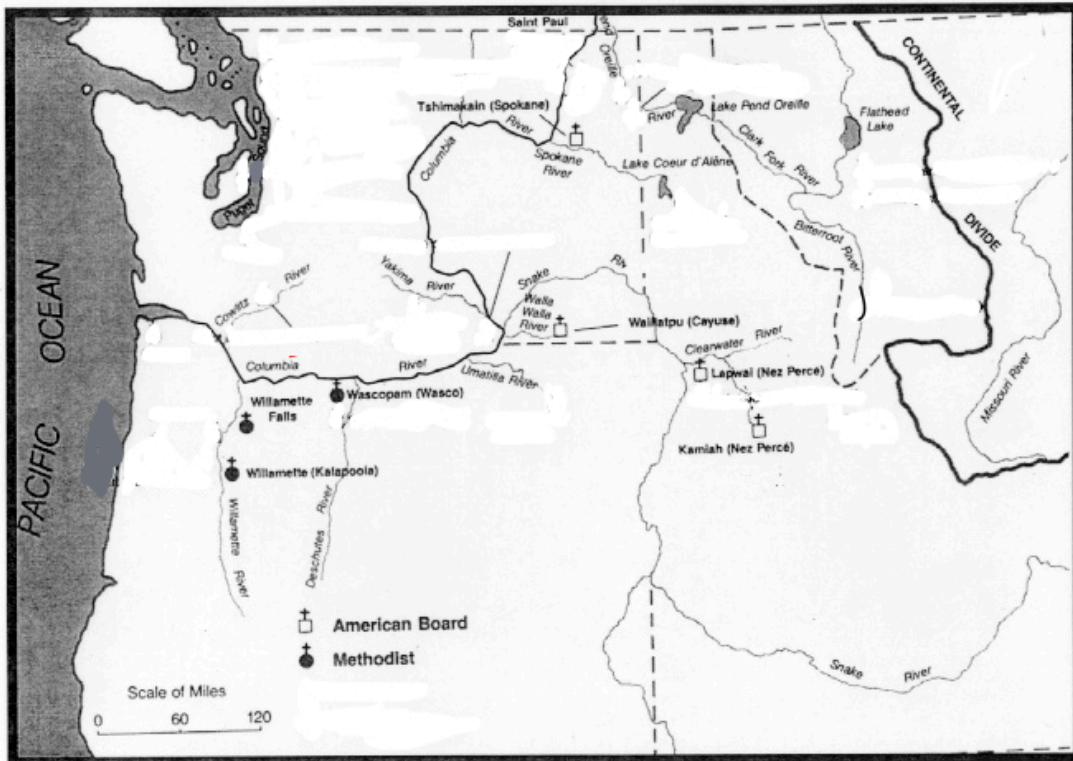 Saint Paul
Oreille
CONTINENTAL
DIVIDE
Tshimakain (Spokane)
River
Lake Pend Oreille
Flathead
Lake
Columbia
River
Spokane
River
Lake Coeur d'Alêne
Clark Fork River
Puget
Sound
Bitterroot River
PACIFIC OCEAN
Cowlitz River
Yakima River
Snake
Walla
Walla
River
Waiilatpu (Cayuse)
Clearwater River
Columbia River
Umatilla River
Lapwai (Nez Percé)
Missouri River
Willamette
Falls
Wascopam (Wasco)
Kamiah (Nez Percé)
Willamette (Kalapooia)
Willamette River
Deschutes River
American Board
Methodist
Snake River
Scale of Miles
0 60 120